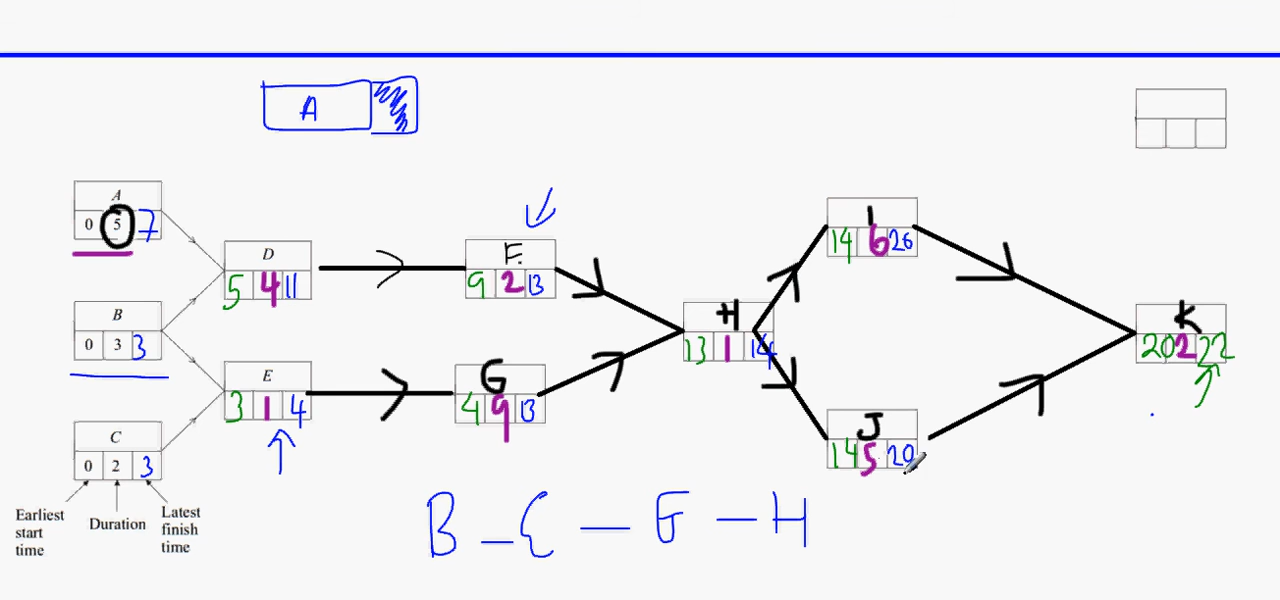 A
A
0 5 7
B
0 3 3
C
0 2 3
Earliest start time
Duration
Latest finish time
D
5 4 11
E
3 1 4
F
9 2 13
G
4 9 13
H
13 1 14
I
14 6 26
J
14 5 20
K
20 2 22
B - E - G - H